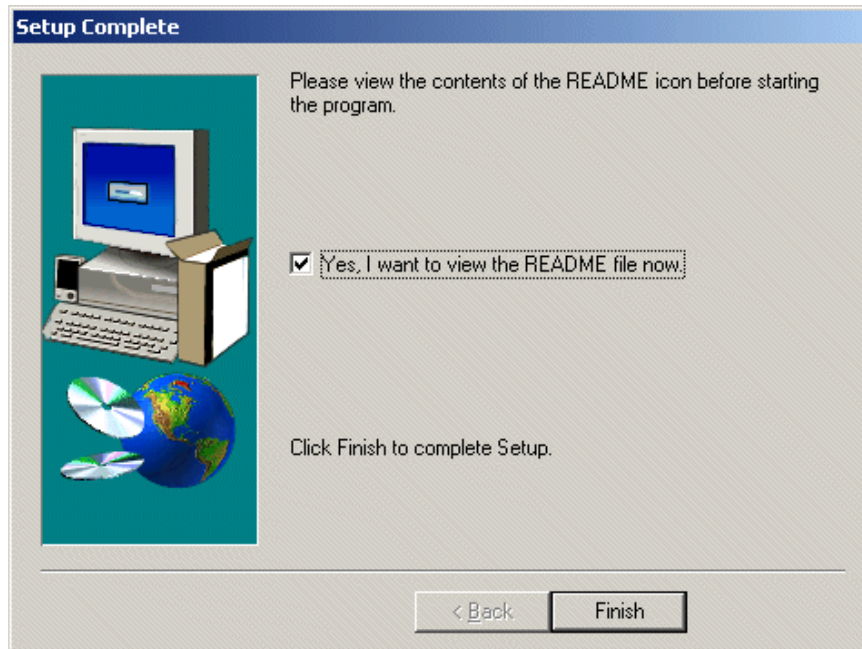 Setup Complete
Please view the contents of the README icon before starting
the program.
Yes, I want to view the README file now.
Click Finish to complete Setup.
< Back
Finish